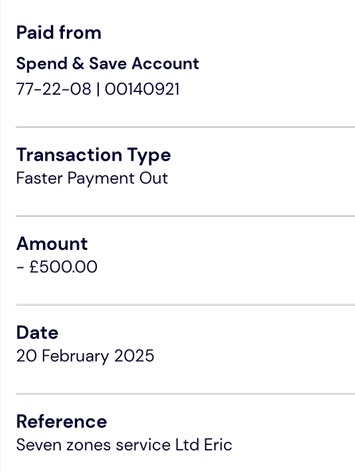 Paid from
Spend & Save Account
77-22-08 | 00140921
Transaction Type
Faster Payment Out
Amount
- £500.00
Date
20 February 2025
Reference
Seven zones service Ltd Eric